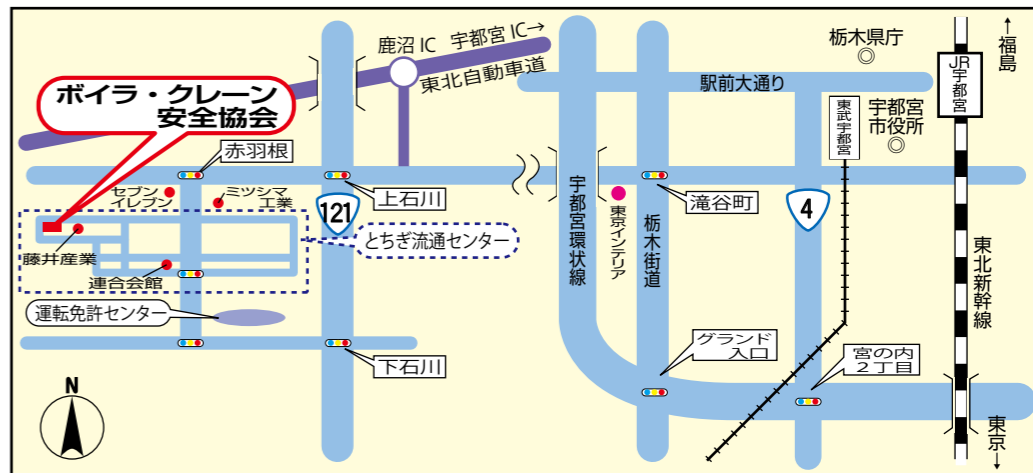 鹿沼IC
宇都宮IC→
東北自動車道
栃木県庁
◎
←福島
JR
宇都宮
駅前大通り
東武宇都宮
宇都宮
市役所
◎
ボイラ・クレーン
安全協会
赤羽根
セブン
イレブン
ミツシマ
工業
上石川
121
とちぎ流通センター
藤井産業
連合会館
運転免許センター
下石川
宇都宮環状線
東京インテリア
栃木街道
滝谷町
4
東北新幹線
グランド
入口
宮の内
2丁目
東京→
N